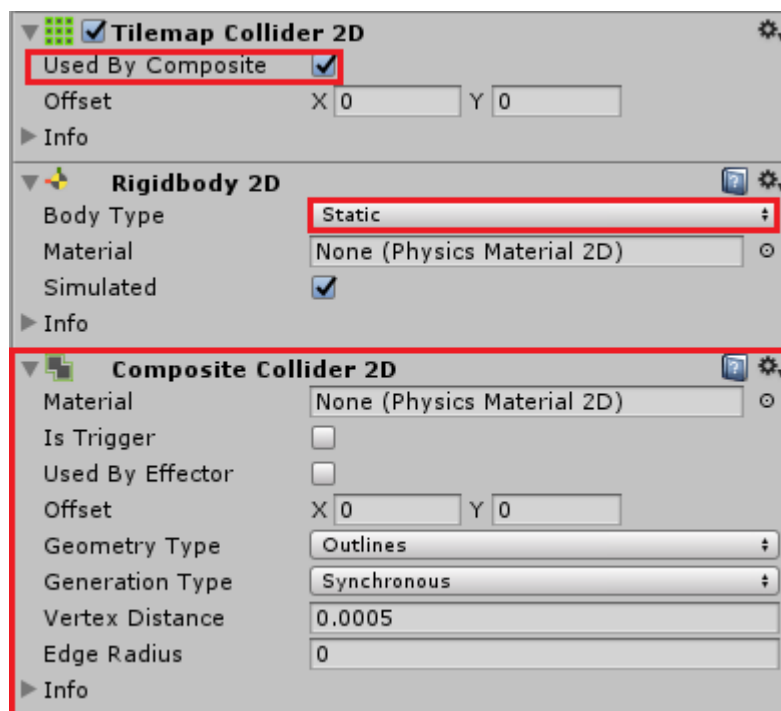 Tilemap Collider 2D
Used By Composite
Offset X 0 Y 0
Info
Rigidbody 2D
Body Type Static
Material None (Physics Material 2D)
Simulated
Info
Composite Collider 2D
Material None (Physics Material 2D)
Is Trigger
Used By Effector
Offset X 0 Y 0
Geometry Type Outlines
Generation Type Synchronous
Vertex Distance 0.0005
Edge Radius 0
Info